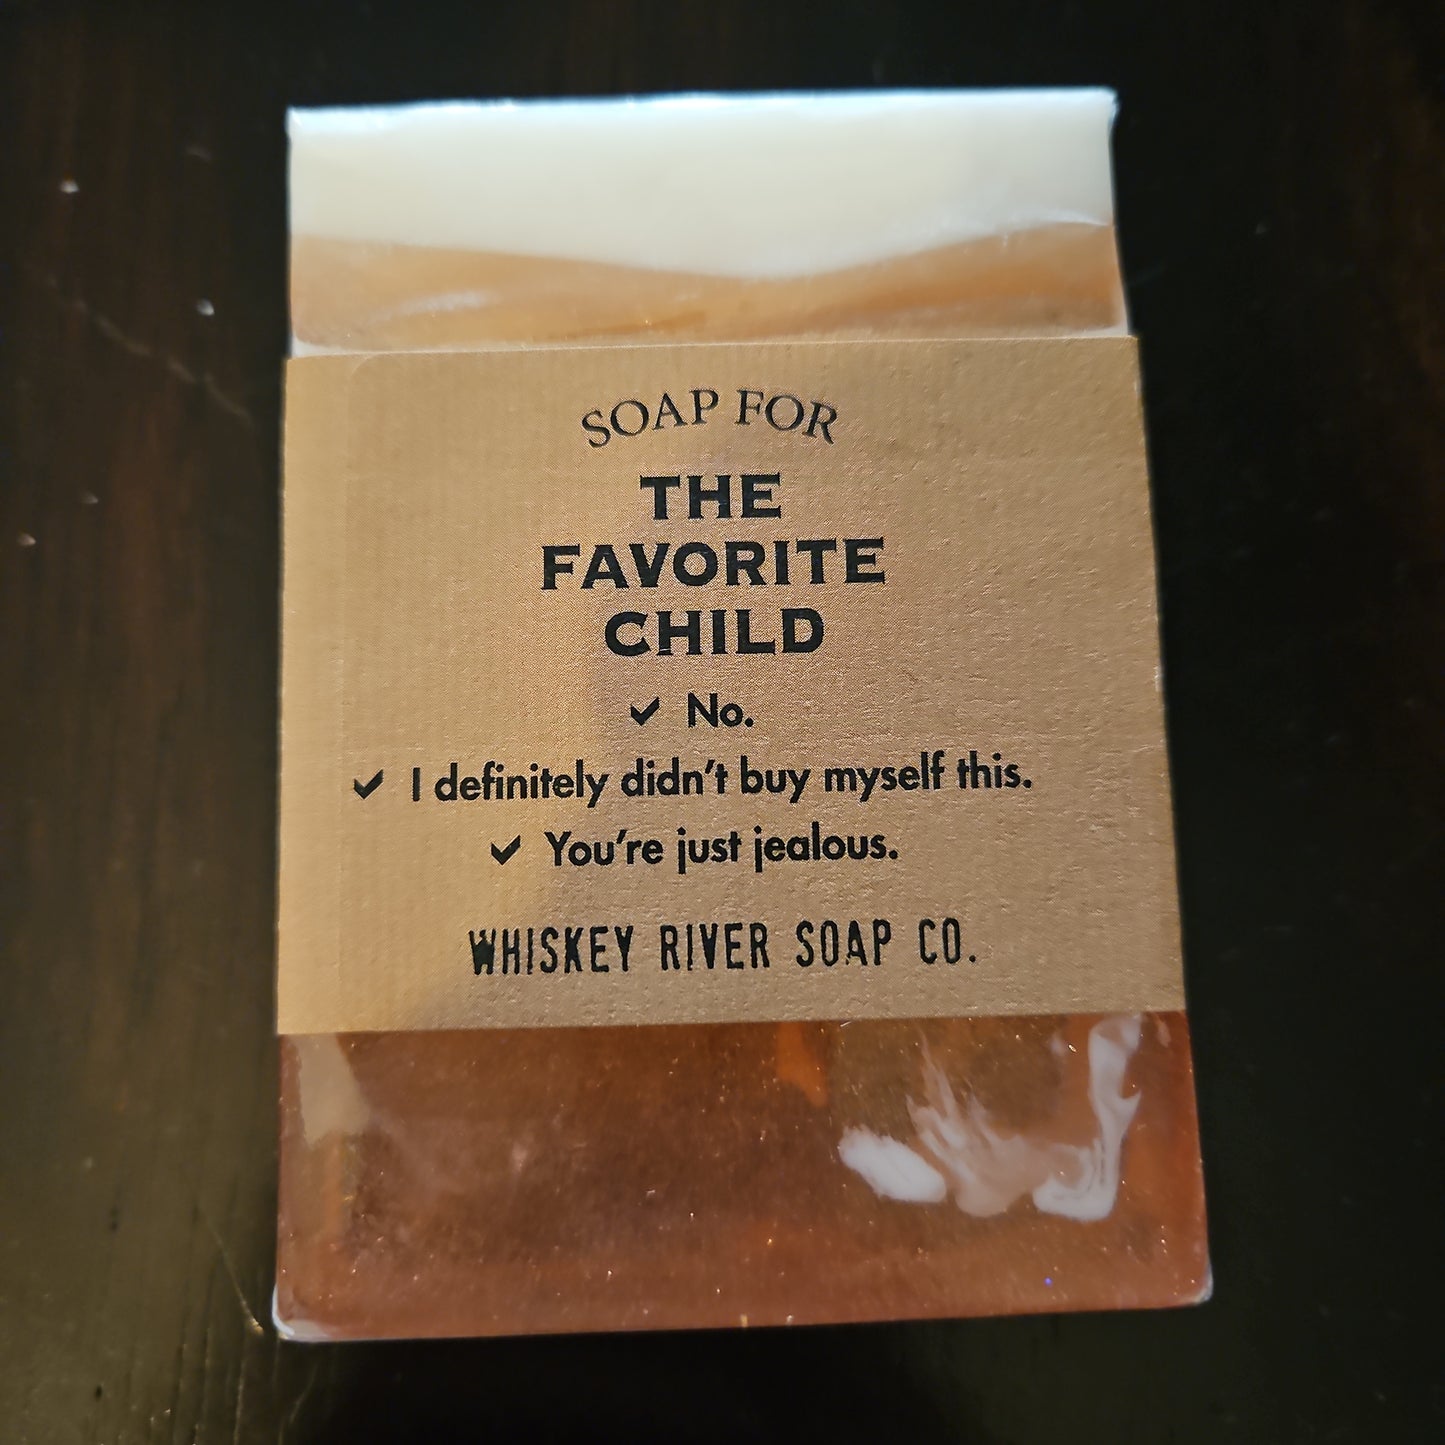 SOAP FOR
THE
FAVORITE
CHILD
✓ No.
✓ I definitely didn't buy myself this.
✓ You're just jealous.
WHISKEY RIVER SOAP CO.